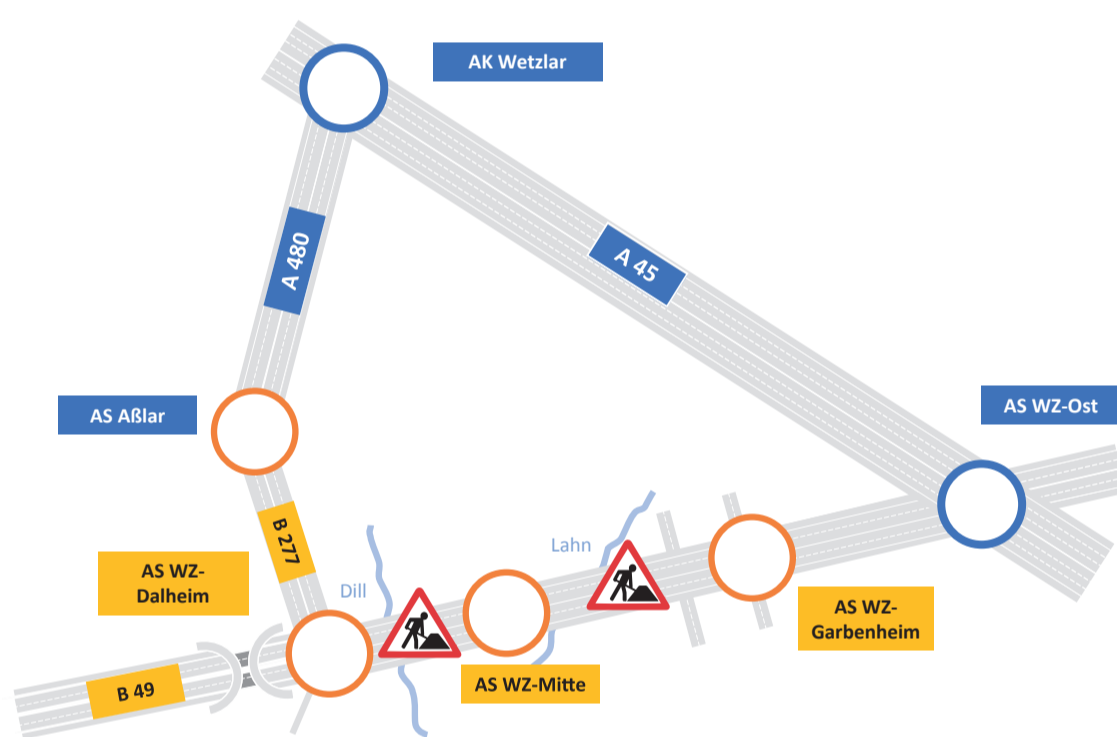 AK Wetzlar
A 480
A 45
AS Aßlar
AS WZ-Ost
B 277
Lahn
AS WZ-
Dalheim
Dill
AS WZ-
Garbenheim
AS WZ-Mitte
B 49